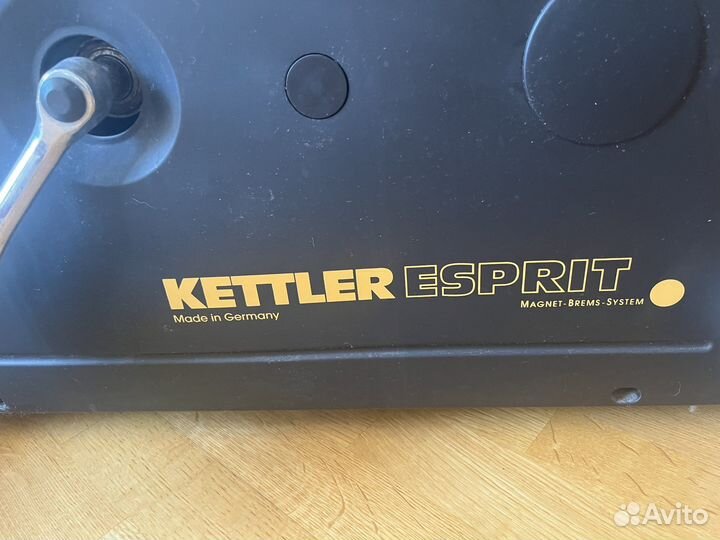 KETTLER ESPRIT
Made in Germany
MAGNET-BREMS-SYSTEM
Avito